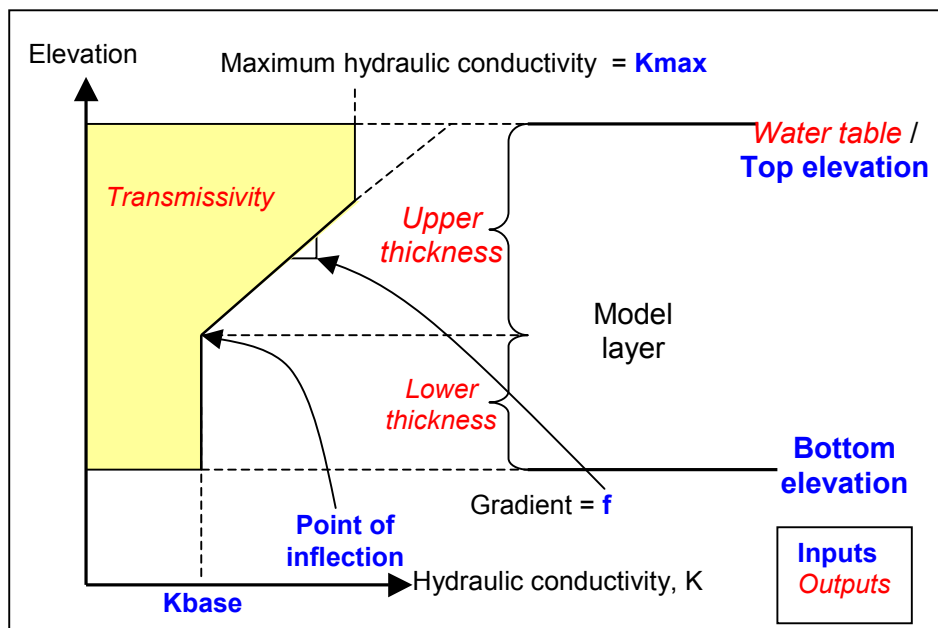 Elevation
Maximum hydraulic conductivity = Kmax
Water table /
Top elevation
Transmissivity
Upper
thickness
Model
layer
Lower
thickness
Bottom
elevation
Gradient = f
Point of
inflection
Inputs
Outputs
Hydraulic conductivity, K
Kbase